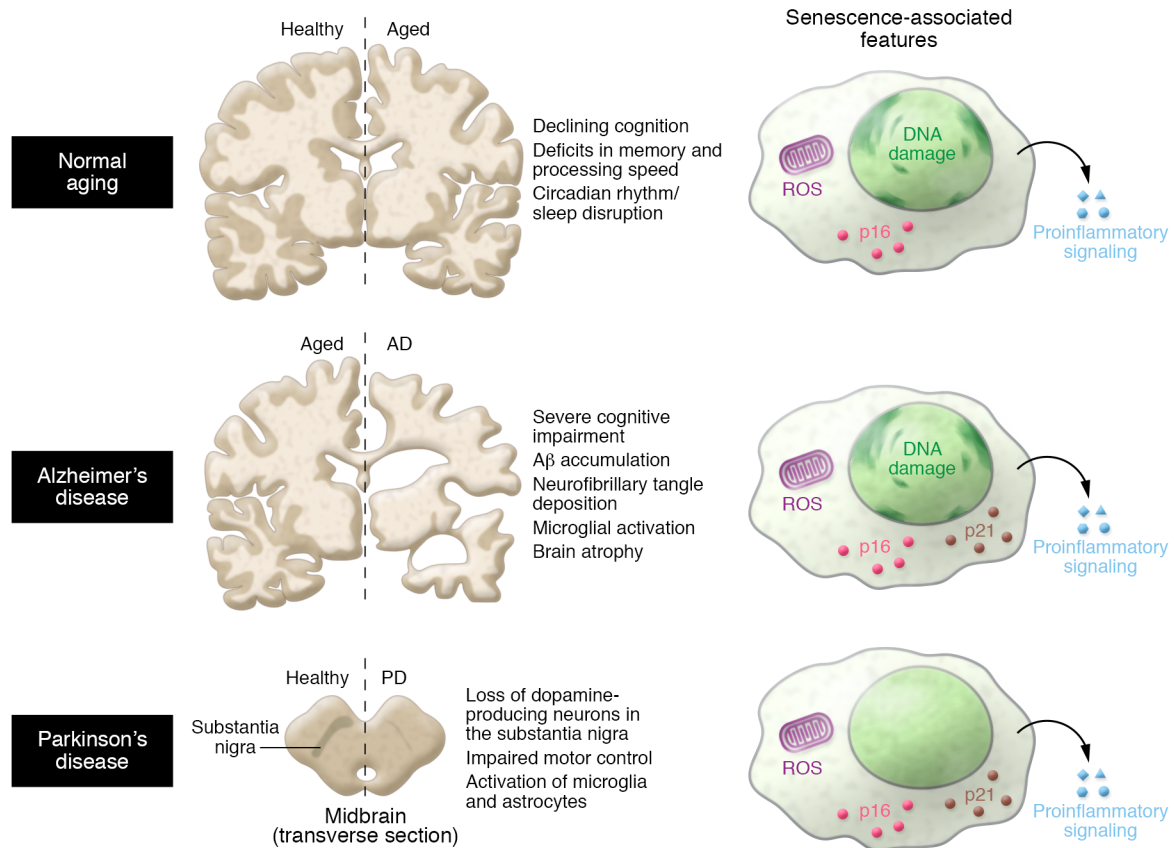 Senescence-associated
features
Healthy
Aged
Normal
aging
Declining cognition
Deficits in memory and
processing speed
Circadian rhythm/
sleep disruption
DNA
damage
ROS
p16
Proinflammatory
signaling
Aged
AD
Alzheimer’s
disease
Severe cognitive
impairment
Aβ accumulation
Neurofibrillary tangle
deposition
Microglial activation
Brain atrophy
DNA
damage
ROS
p16
p21
Proinflammatory
signaling
Healthy
PD
Parkinson’s
disease
Substantia
nigra
Midbrain
(transverse section)
Loss of dopamine-
producing neurons in
the substantia nigra
Impaired motor control
Activation of microglia
and astrocytes
ROS
p16
p21
Proinflammatory
signaling